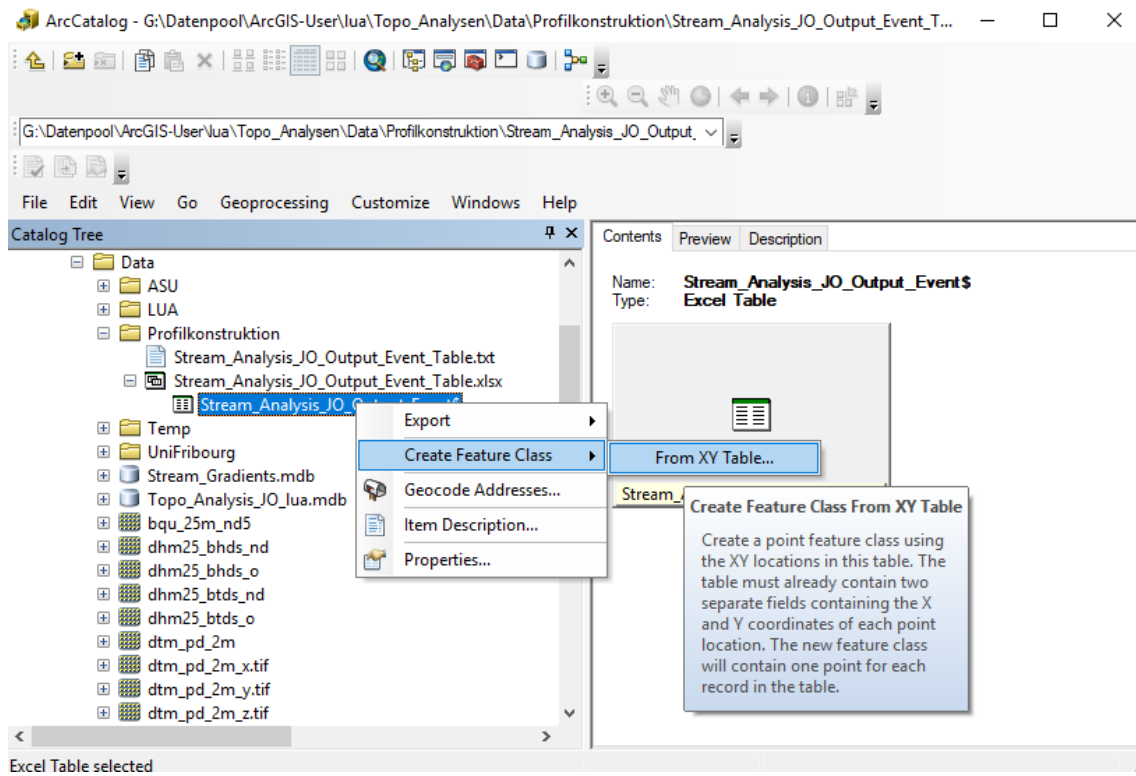 ArcCatalog - G:\Datenpool\ArcGIS-User\lua\Topo_Analysen\Data\Profilkonstruktion\Stream_Analysis_JO_Output_Event_T...
G:\Datenpool\ArcGIS-User\lua\Topo_Analysen\Data\Profilkonstruktion\Stream_Analysis_JO_Output_
File Edit View Go Geoprocessing Customize Windows Help
Catalog Tree
Data
ASU
LUA
Profilkonstruktion
Stream_Analysis_JO_Output_Event_Table.txt
Stream_Analysis_JO_Output_Event_Table.xlsx
Stream_Analysis_JO_Output_Event$
Temp
UniFribourg
Stream_Gradients.mdb
Topo_Analysis_JO_lua.mdb
bqu_25m_nd5
dhm25_bhds_nd
dhm25_bhds_o
dhm25_btds_nd
dhm25_btds_o
dtm_pd_2m
dtm_pd_2m_x.tif
dtm_pd_2m_y.tif
dtm_pd_2m_z.tif
Export
Create Feature Class
Geocode Addresses...
Item Description...
Properties...
From XY Table...
Contents Preview Description
Name: Stream_Analysis_JO_Output_Event$
Type: Excel Table
Stream_
Create Feature Class From XY Table
Create a point feature class using
the XY locations in this table. The
table must already contain two
separate fields containing the X
and Y coordinates of each point
location. The new feature class
will contain one point for each
record in the table.
Excel Table selected